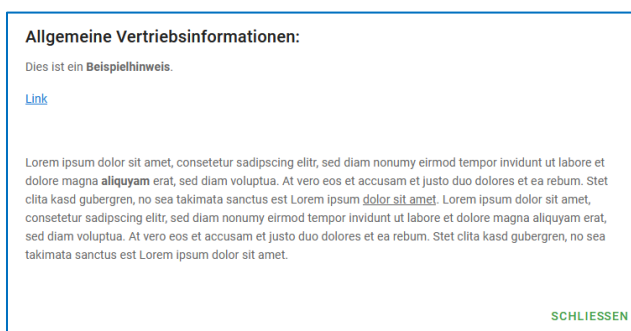 Allgemeine Vertriebsinformationen:
Dies ist ein Beispielhinweis.
Link
Lorem ipsum dolor sit amet, consetetur sadipscing elitr, sed diam nonumy eirmod tempor invidunt ut labore et
dolore magna aliquyam erat, sed diam voluptua. At vero eos et accusam et justo duo dolores et ea rebum. Stet
clita kasd gubergren, no sea takimata sanctus est Lorem ipsum dolor sit amet. Lorem ipsum dolor sit amet,
consetetur sadipscing elitr, sed diam nonumy eirmod tempor invidunt ut labore et dolore magna aliquyam erat,
sed diam voluptua. At vero eos et accusam et justo duo dolores et ea rebum. Stet clita kasd gubergren, no sea
takimata sanctus est Lorem ipsum dolor sit amet.
SCHLIESSEN